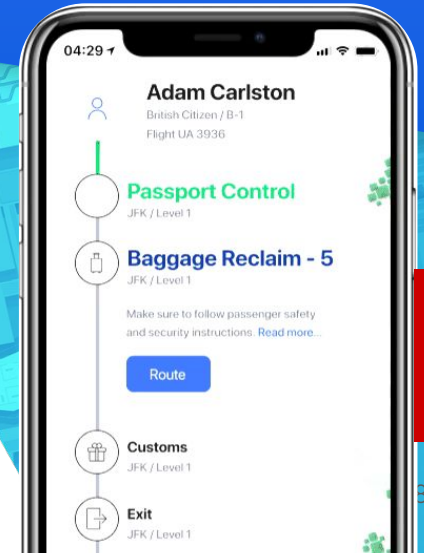 04:29
Adam Carlston
British Citizen / B-1
Flight UA 3936
Passport Control
JFK / Level 1
Baggage Reclaim - 5
JFK / Level 1
Make sure to follow passenger safety
and security instructions. Read more...
Route
Customs
JFK / Level 1
Exit
JFK / Level 1